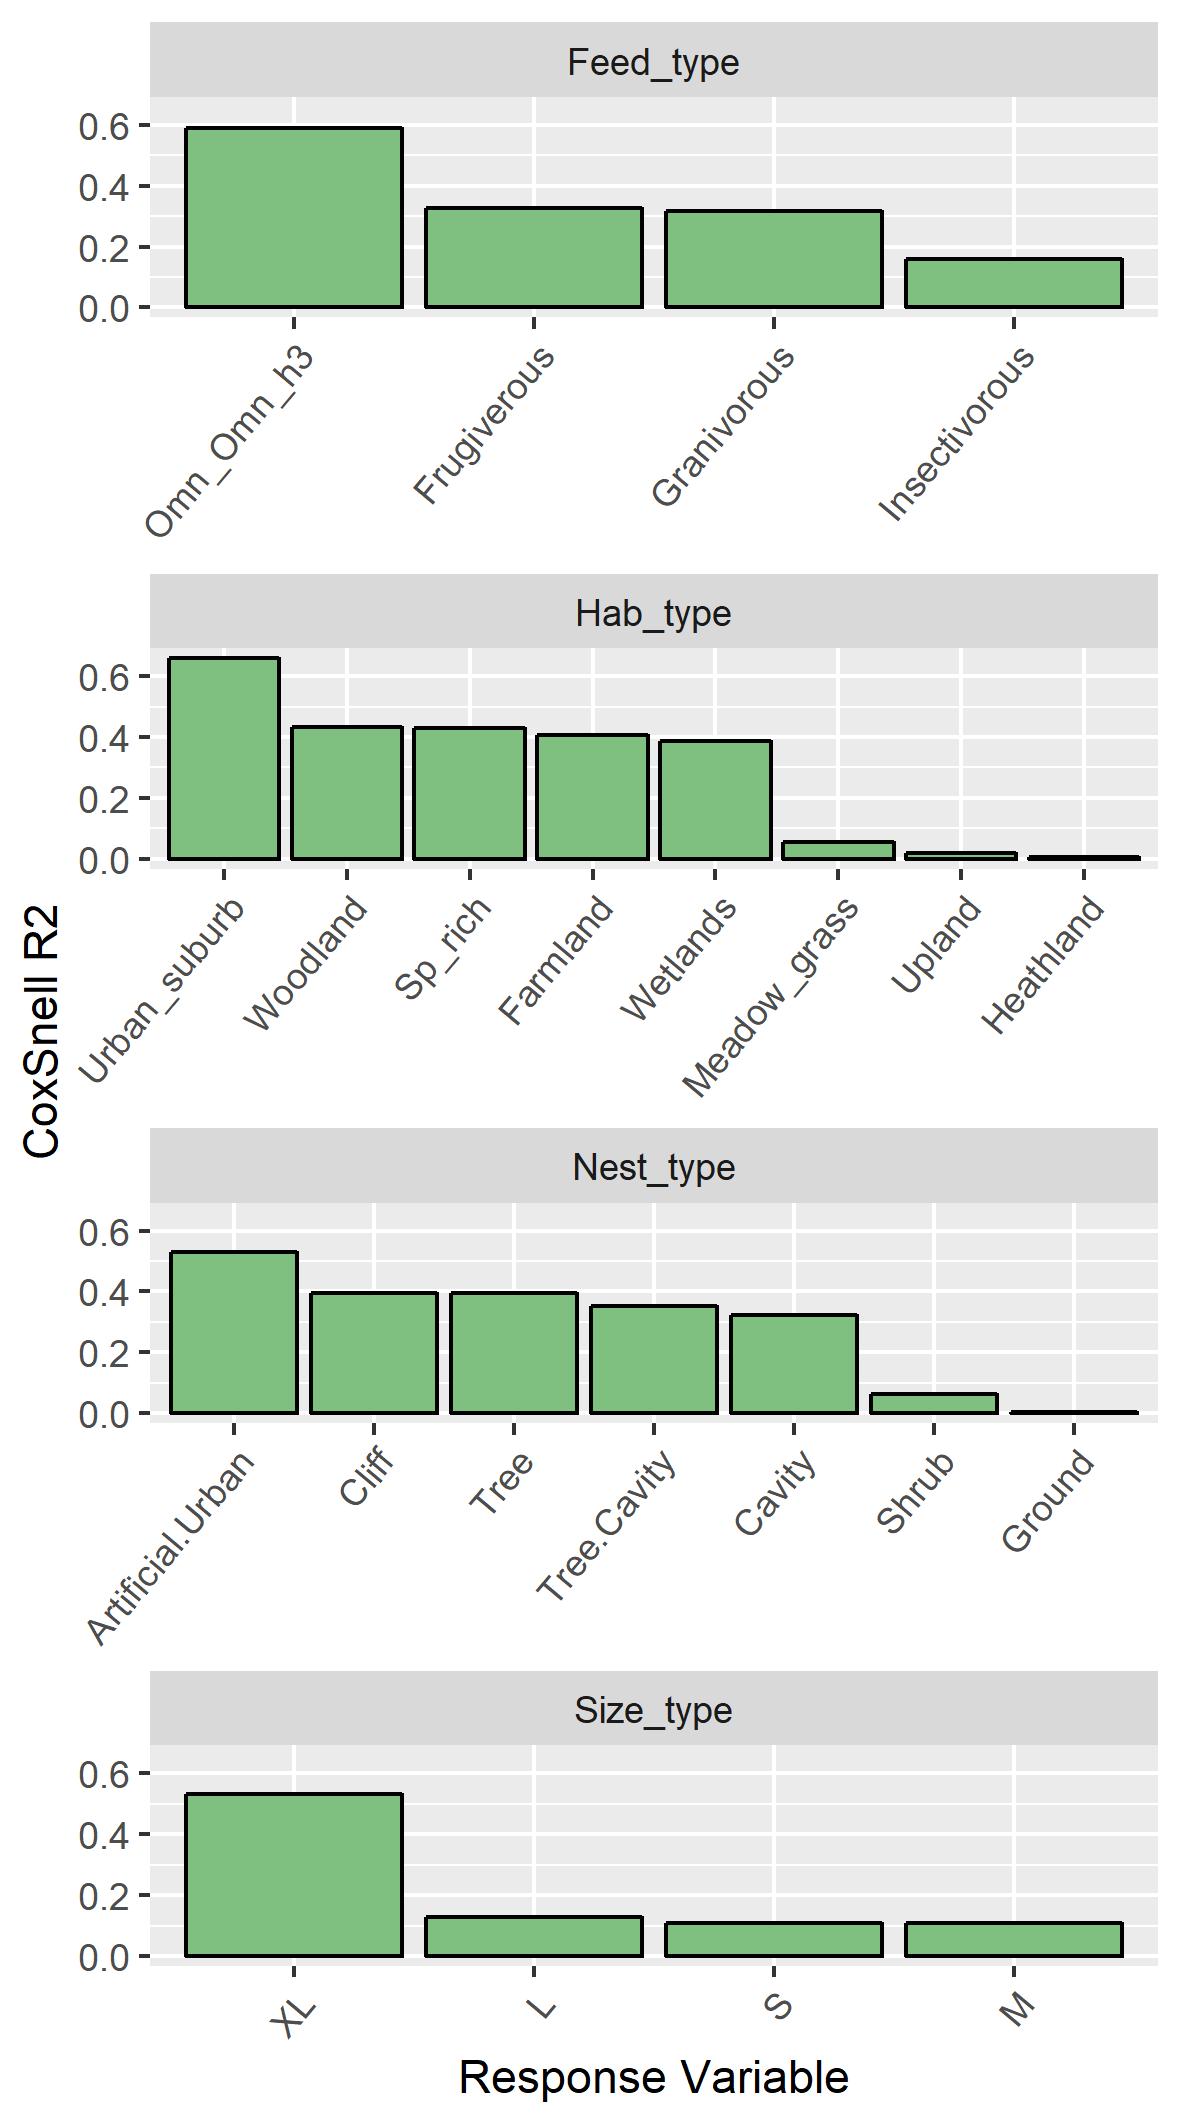 Feed_type
0.6
0.4
0.2
0.0
Omn_Omn_h3
Frugiverous
Granivorous
Insectivorous
Hab_type
0.6
0.4
0.2
0.0
Urban_suburb
Woodland
Sp_rich
Farmland
Wetlands
Meadow_grass
Upland
Heathland
CoxSnell R2
Nest_type
0.6
0.4
0.2
0.0
Artificial.Urban
Cliff
Tree
Tree.Cavity
Cavity
Shrub
Ground
Size_type
0.6
0.4
0.2
0.0
XL
L
S
M
Response Variable